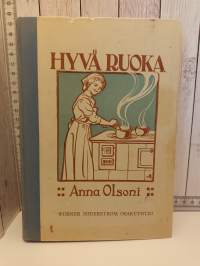 HYVÄ RUOKA
Anna Olsoni
WERNER SÖDERSTRÖM OSAKEYHTIÖ